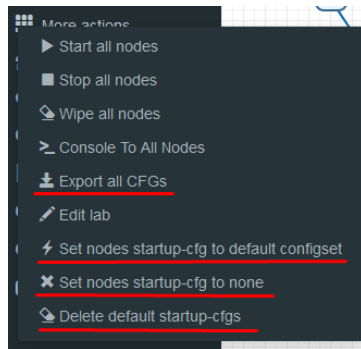 More actions
Start all nodes
Stop all nodes
Wipe all nodes
Console To All Nodes
Export all CFGs
Edit lab
Set nodes startup-cfg to default configset
Set nodes startup-cfg to none
Delete default startup-cfgs